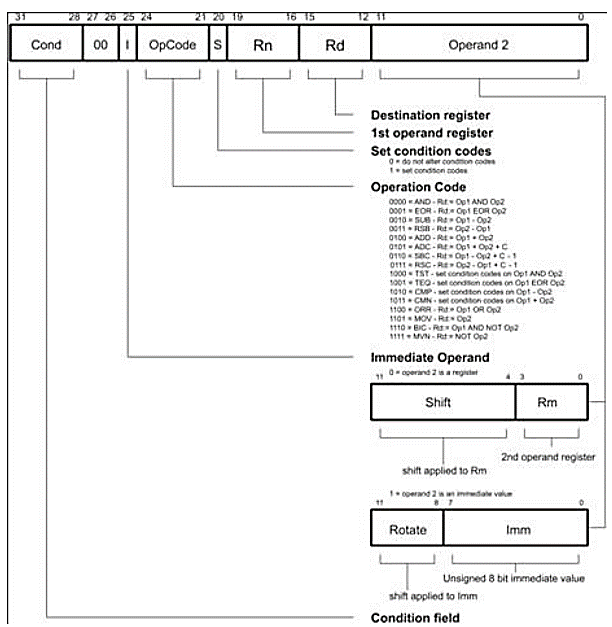 31 28 27 26 25 24 21 20 19 16 15 12 11 0
Cond 00 I OpCode S Rn Rd Operand 2
Destination register
1st operand register
Set condition codes
0 = do not alter condition codes
1 = set condition codes
Operation Code
0000 = AND - Rd:= Op1 AND Op2
0001 = EOR - Rd:= Op1 EOR Op2
0010 = SUB - Rd:= Op1 - Op2
0011 = RSB - Rd:= Op2 - Op1
0100 = ADD - Rd:= Op1 + Op2
0101 = ADC - Rd:= Op1 + Op2 + C
0110 = SBC - Rd:= Op1 - Op2 + C - 1
0111 = RSC - Rd:= Op2 - Op1 + C - 1
1000 = TST - set condition codes on Op1 AND Op2
1001 = TEQ - set condition codes on Op1 EOR Op2
1010 = CMP - set condition codes on Op1 - Op2
1011 = CMN - set condition codes on Op1 + Op2
1100 = ORR - Rd:= Op1 OR Op2
1101 = MOV - Rd:= Op2
1110 = BIC - Rd:= Op1 AND NOT Op2
1111 = MVN - Rd:= NOT Op2
Immediate Operand
0 = operand 2 is a register
11 4 3 0
Shift Rm
2nd operand register
shift applied to Rm
1 = operand 2 is an immediate value
11 8 7 0
Rotate Imm
Unsigned 8 bit immediate value
shift applied to Imm
Condition field